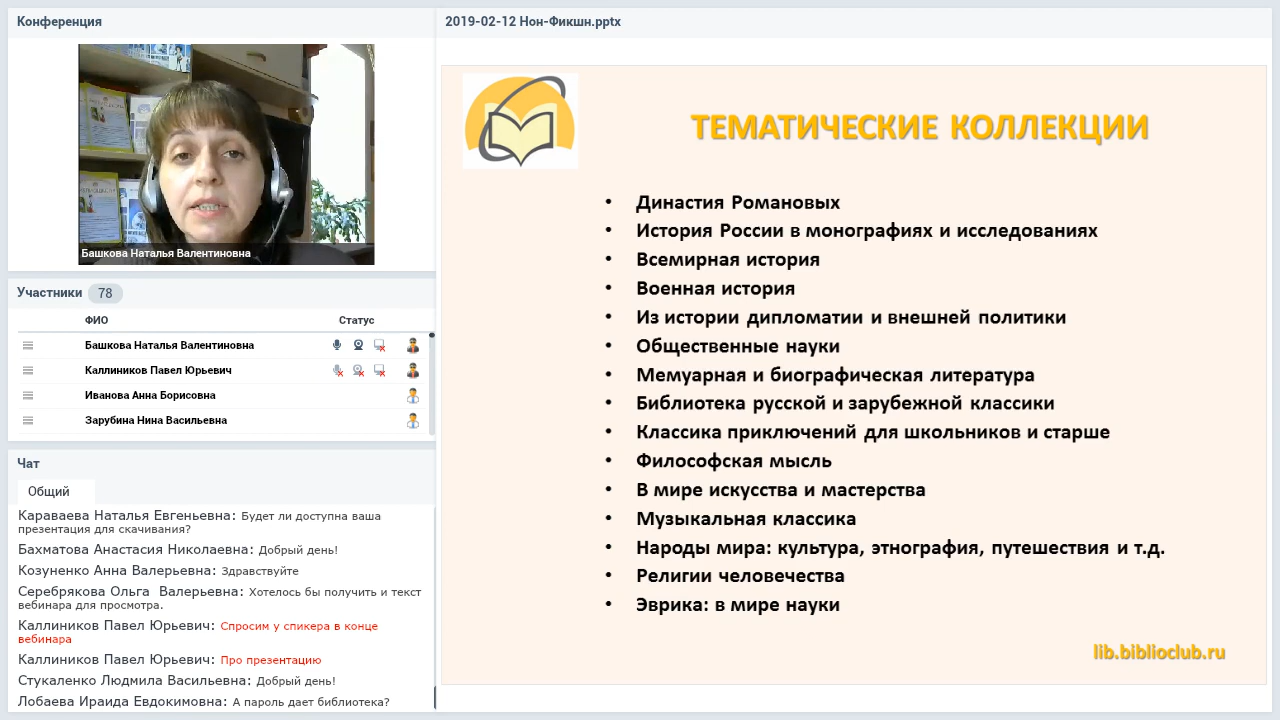 Конференция
Башкова Наталья Валентиновна
Участники 78
ФИО Статус
Башкова Наталья Валентиновна
Каллиников Павел Юрьевич
Иванова Анна Борисовна
Зарубина Нина Васильевна
Чат
Общий
Караваева Наталья Евгеньевна: Будет ли доступна ваша
презентация для скачивания?
Бахматова Анастасия Николаевна: Добрый день!
Козуненко Анна Валерьевна: Здравствуйте
Серебрякова Ольга Валерьевна: Хотелось бы получить и текст
вебинара для просмотра.
Каллиников Павел Юрьевич: Спросим у спикера в конце
вебинара
Каллиников Павел Юрьевич: Про презентацию
Стукаленко Людмила Васильевна: Добрый день!
Лобаева Ираида Евдокимовна: А пароль дает библиотека?
2019-02-12 Нон-Фикшн.pptx
ТЕМАТИЧЕСКИЕ КОЛЛЕКЦИИ
• Династия Романовых
• История России в монографиях и исследованиях
• Всемирная история
• Военная история
• Из истории дипломатии и внешней политики
• Общественные науки
• Мемуарная и биографическая литература
• Библиотека русской и зарубежной классики
• Классика приключений для школьников и старше
• Философская мысль
• В мире искусства и мастерства
• Музыкальная классика
• Народы мира: культура, этнография, путешествия и т.д.
• Религии человечества
• Эврика: в мире науки
lib.biblioclub.ru